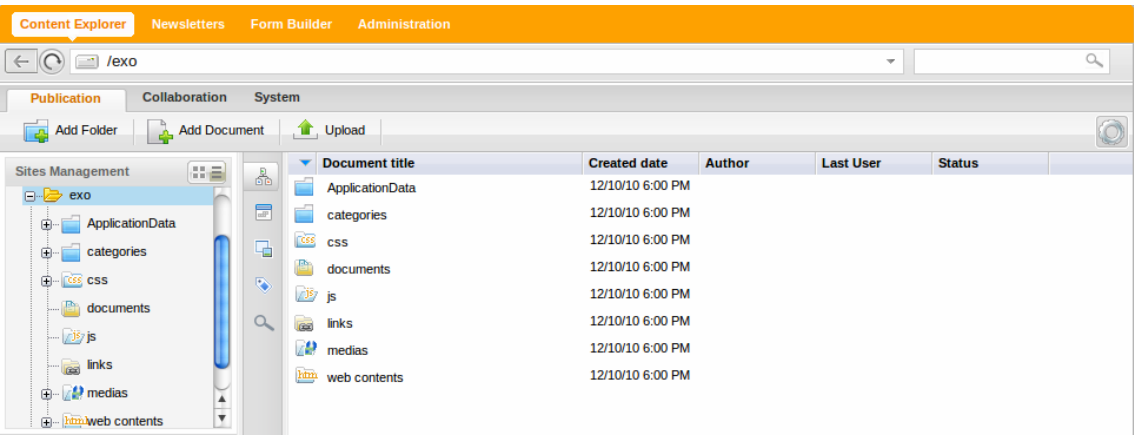 Content Explorer Newsletters Form Builder Administration
/exo
Publication Collaboration System
Add Folder Add Document Upload
Sites Management
exo
ApplicationData
categories
css
documents
js
links
medias
web contents
Document title Created date Author Last User Status
ApplicationData 12/10/10 6:00 PM
categories 12/10/10 6:00 PM
css 12/10/10 6:00 PM
documents 12/10/10 6:00 PM
js 12/10/10 6:00 PM
links 12/10/10 6:00 PM
medias 12/10/10 6:00 PM
web contents 12/10/10 6:00 PM